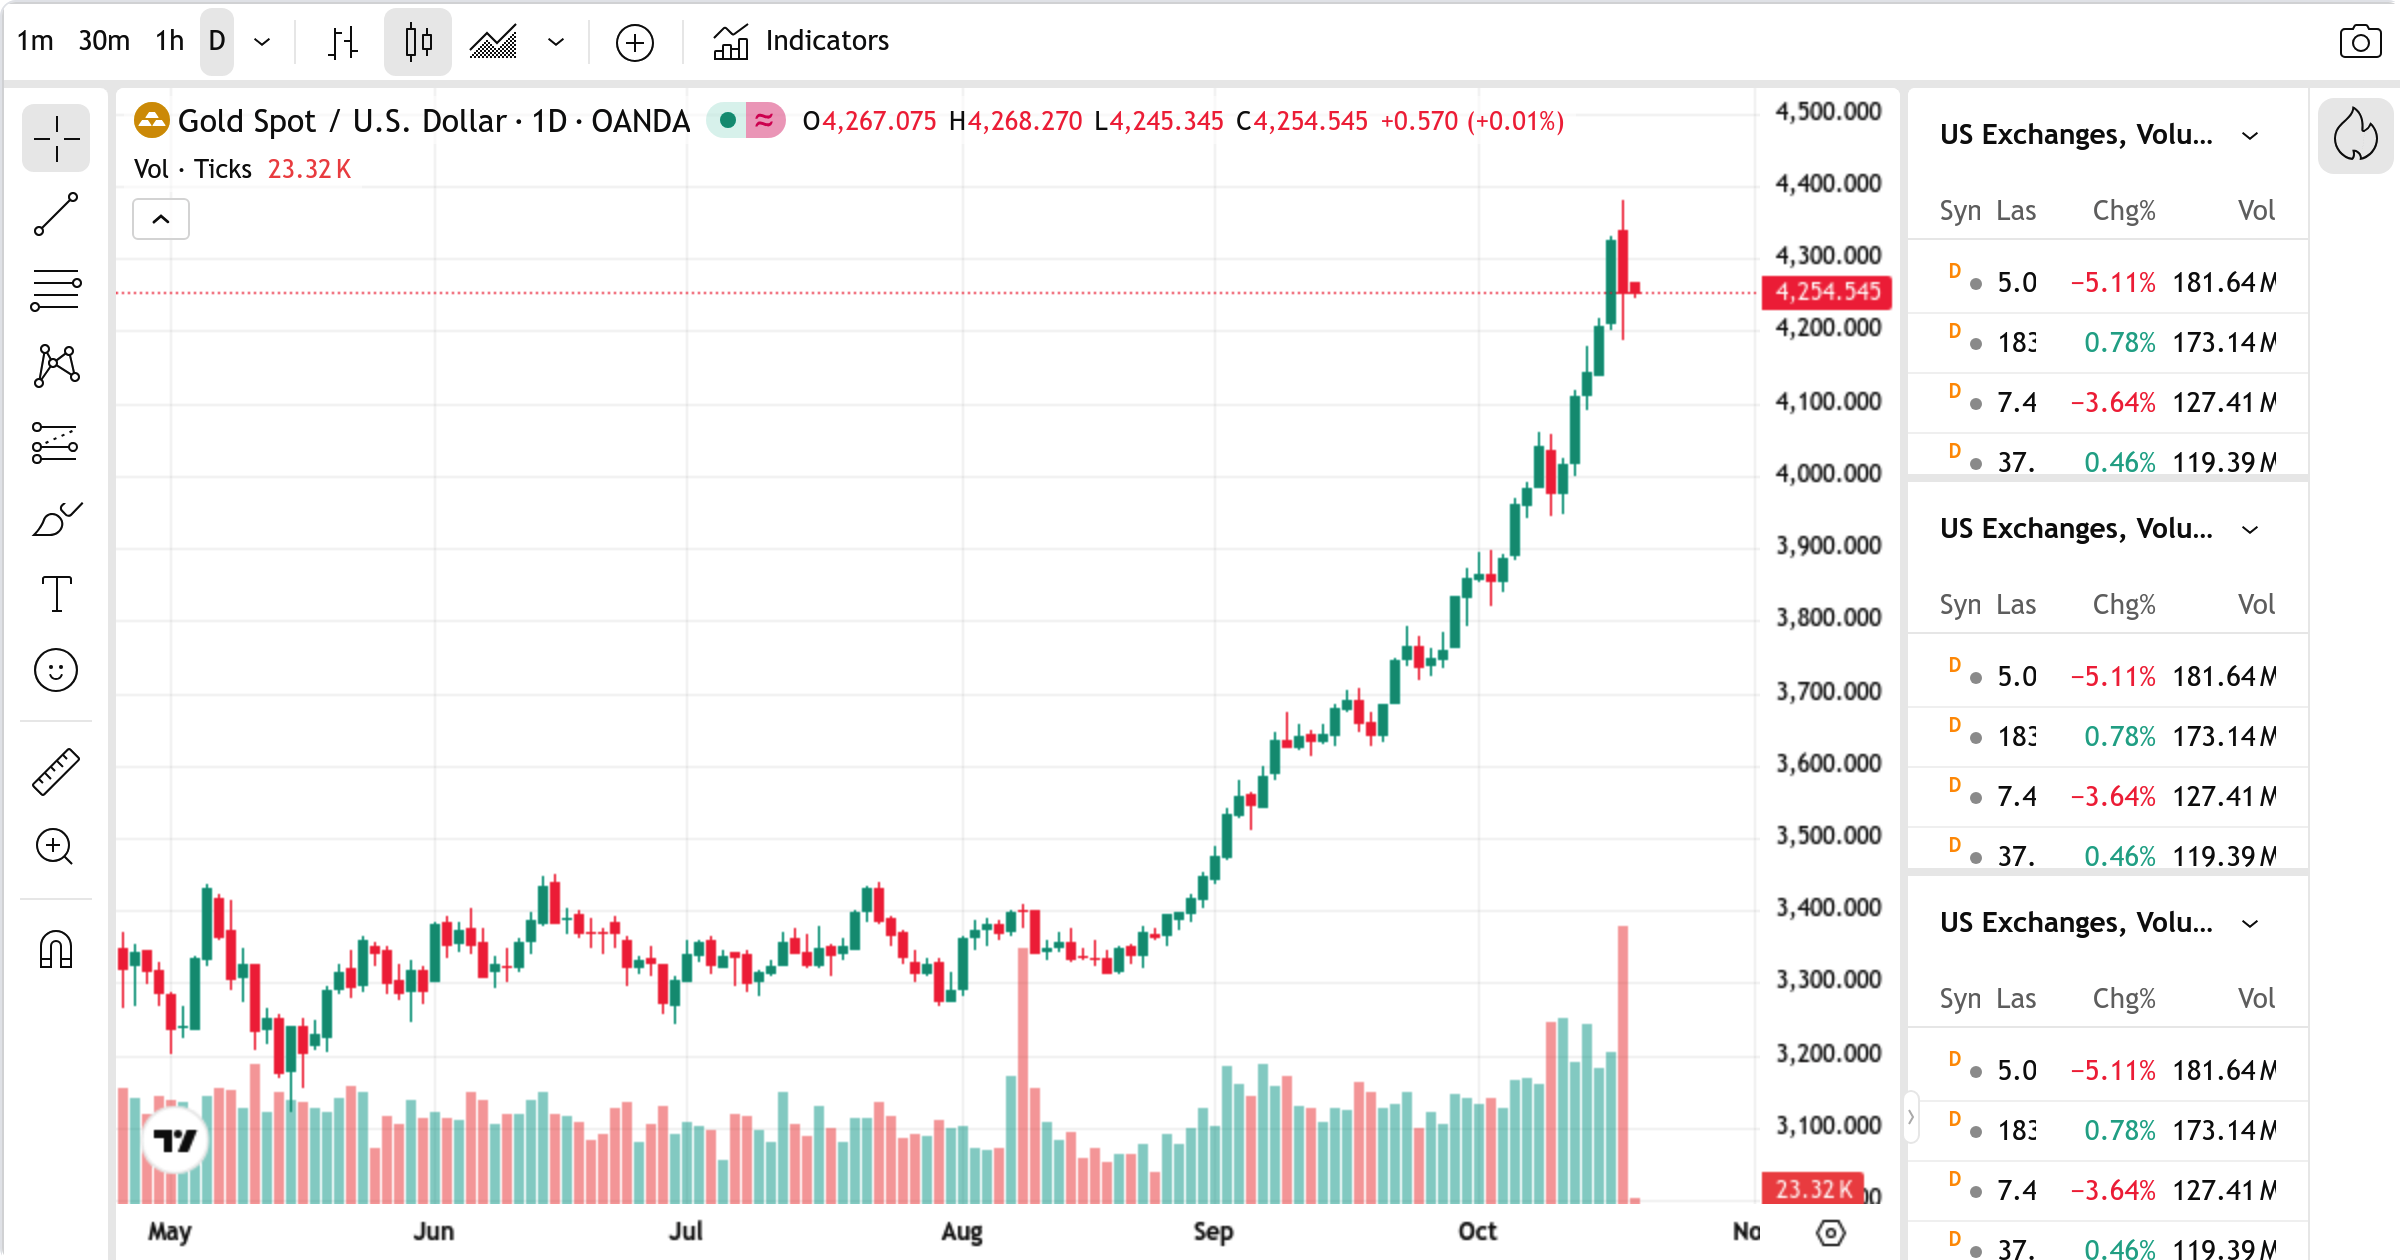 1m 30m 1h D Indicators
Gold Spot / U.S. Dollar · 1D · OANDA O4,267.075 H4,268.270 L4,245.345 C4,254.545 +0.570 (+0.01%)
Vol · Ticks 23.32 K
4,500.000
4,400.000
4,300.000
4,254.545
4,200.000
4,100.000
4,000.000
3,900.000
3,800.000
3,700.000
3,600.000
3,500.000
3,400.000
3,300.000
3,200.000
3,100.000
23.32 K
May Jun Jul Aug Sep Oct No
US Exchanges, Volu...
Syn Las Chg% Vol
D 5.0 −5.11% 181.64 M
D 183 0.78% 173.14 M
D 7.4 −3.64% 127.41 M
D 37. 0.46% 119.39 M
US Exchanges, Volu...
Syn Las Chg% Vol
D 5.0 −5.11% 181.64 M
D 183 0.78% 173.14 M
D 7.4 −3.64% 127.41 M
D 37. 0.46% 119.39 M
US Exchanges, Volu...
Syn Las Chg% Vol
D 5.0 −5.11% 181.64 M
D 183 0.78% 173.14 M
D 7.4 −3.64% 127.41 M
D 37. 0.46% 119.39 M